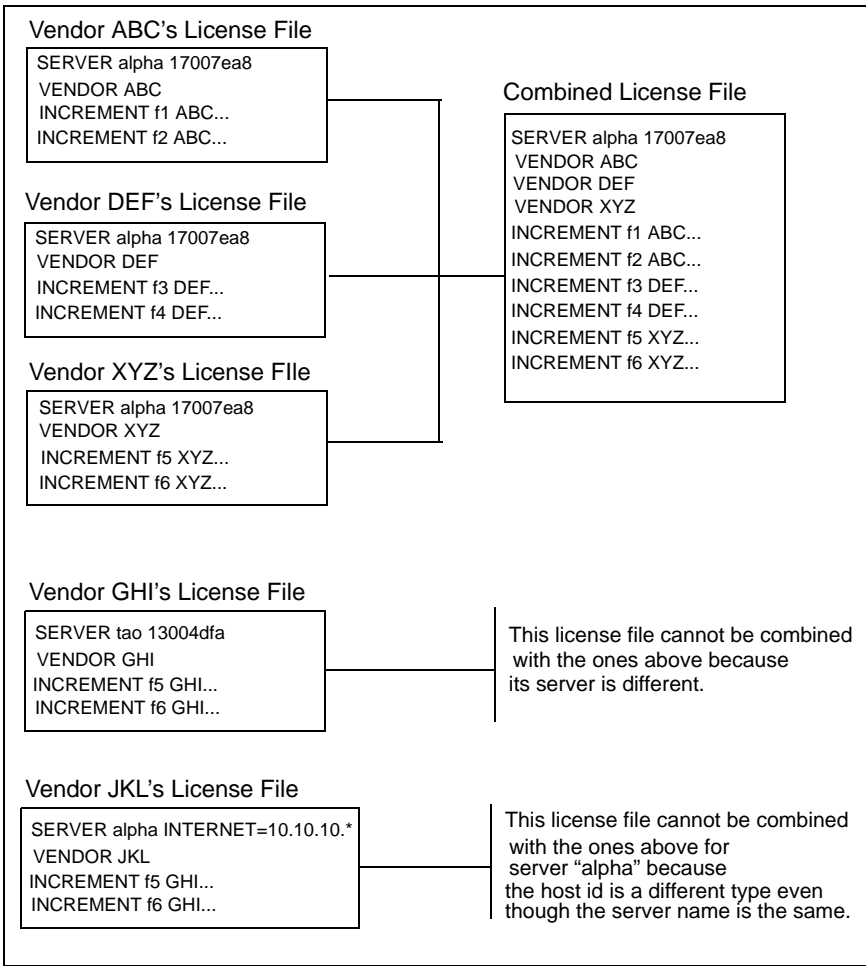 Vendor ABC's License File
SERVER alpha 17007ea8
VENDOR ABC
INCREMENT f1 ABC...
INCREMENT f2 ABC...
Vendor DEF's License File
SERVER alpha 17007ea8
VENDOR DEF
INCREMENT f3 DEF...
INCREMENT f4 DEF...
Vendor XYZ's License FIle
SERVER alpha 17007ea8
VENDOR XYZ
INCREMENT f5 XYZ...
INCREMENT f6 XYZ...
Combined License File
SERVER alpha 17007ea8
VENDOR ABC
VENDOR DEF
VENDOR XYZ
INCREMENT f1 ABC...
INCREMENT f2 ABC...
INCREMENT f3 DEF...
INCREMENT f4 DEF...
INCREMENT f5 XYZ...
INCREMENT f6 XYZ...
Vendor GHI's License File
SERVER tao 13004dfa
VENDOR GHI
INCREMENT f5 GHI...
INCREMENT f6 GHI...
This license file cannot be combined
with the ones above because
its server is different.
Vendor JKL's License File
SERVER alpha INTERNET=10.10.10.*
VENDOR JKL
INCREMENT f5 GHI...
INCREMENT f6 GHI...
This license file cannot be combined
with the ones above for
server “alpha” because
the host id is a different type even
though the server name is the same.